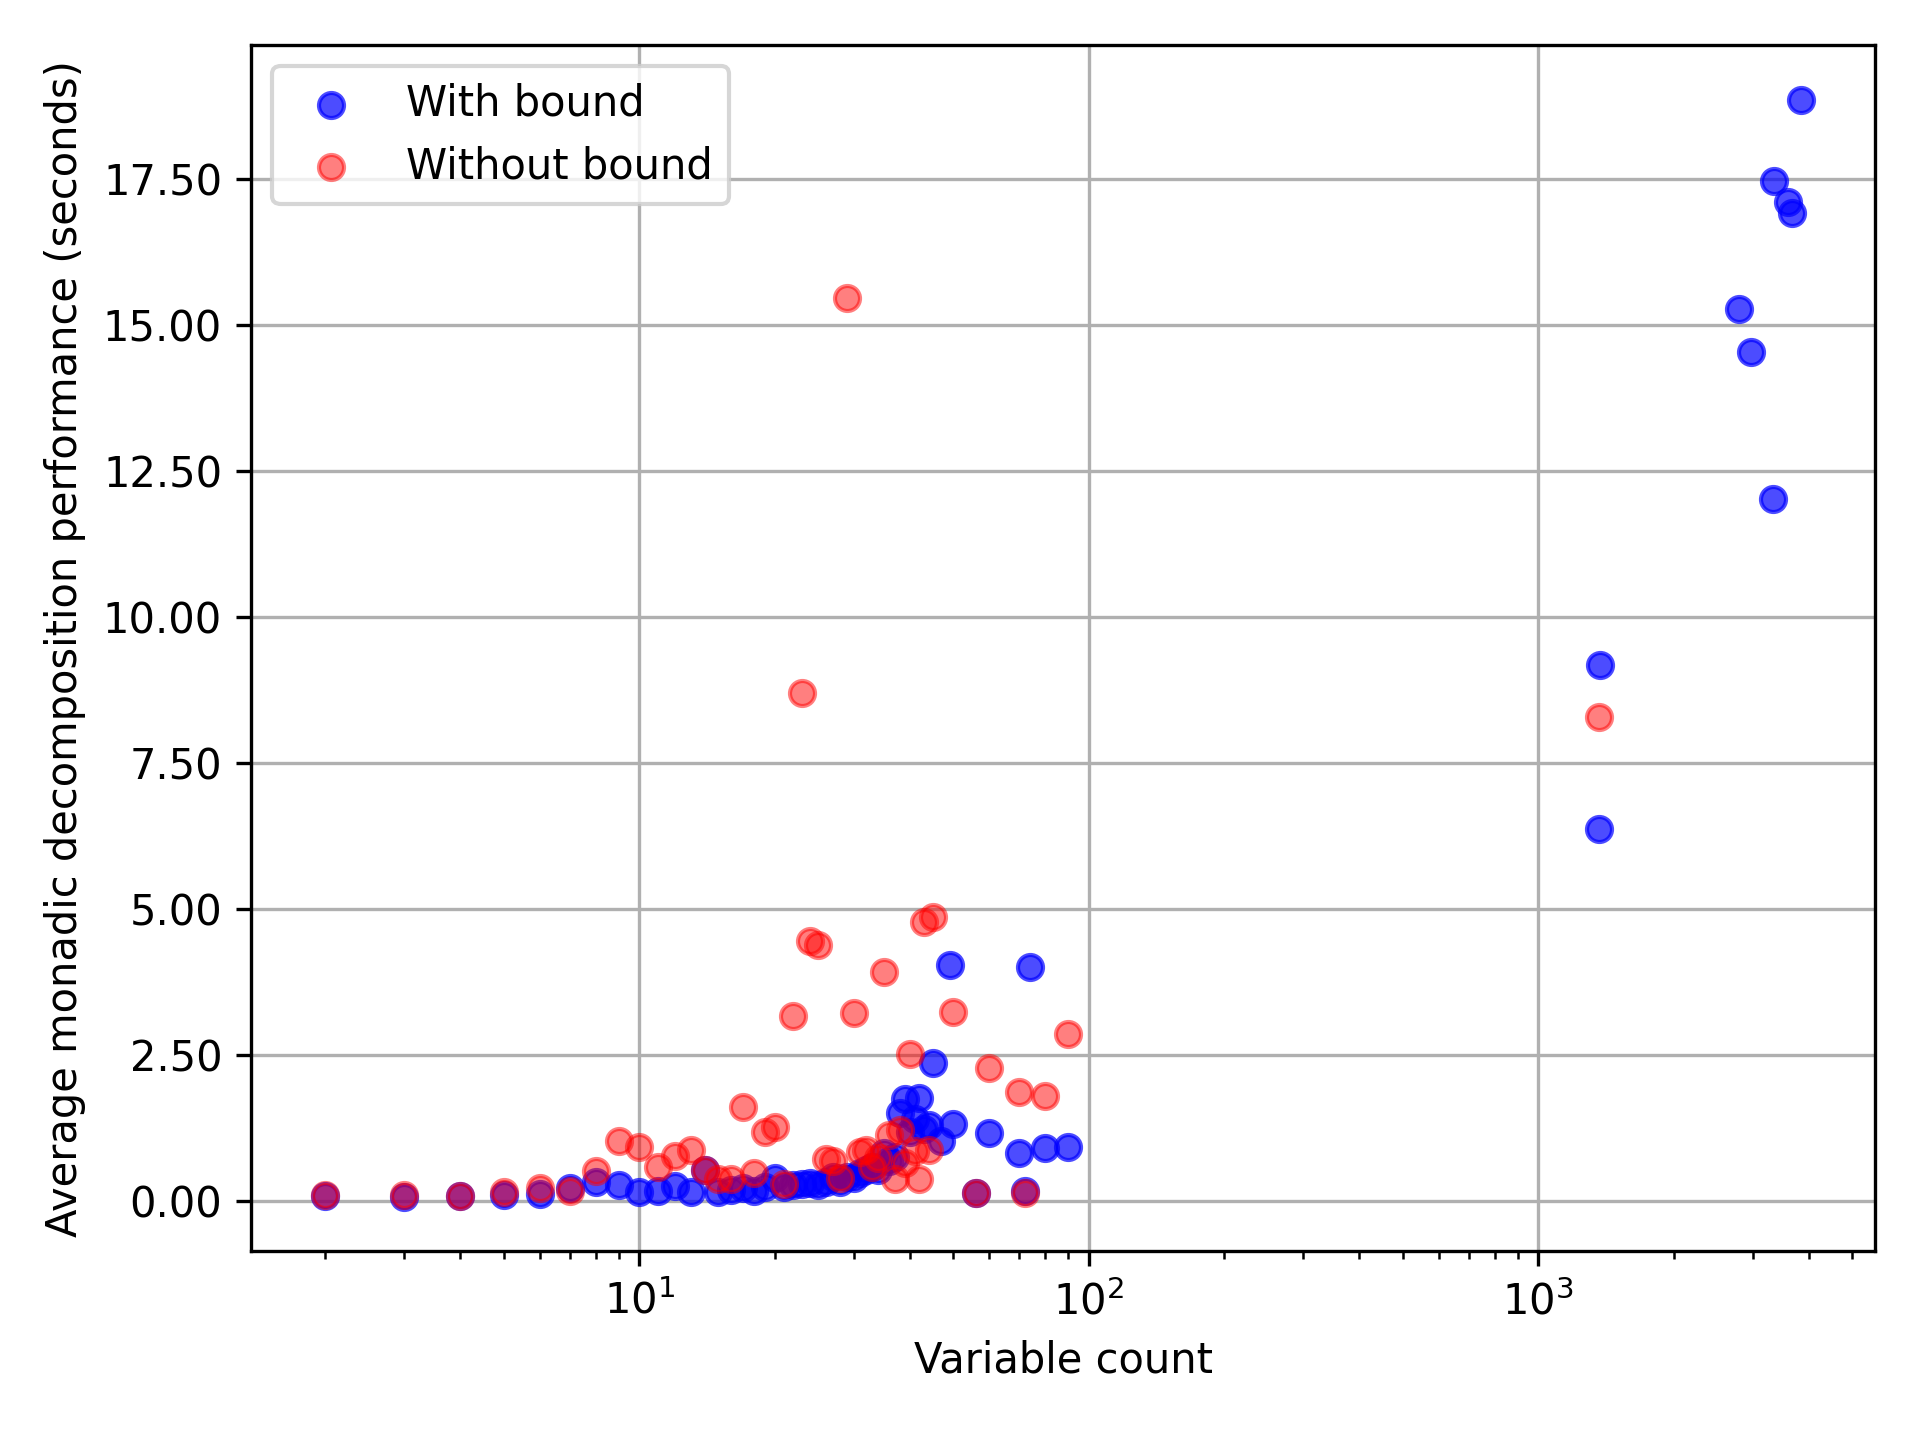 With bound
Without bound
Average monadic decomposition performance (seconds)
17.50
15.00
12.50
10.00
7.50
5.00
2.50
0.00
10¹ 10² 10³
Variable count